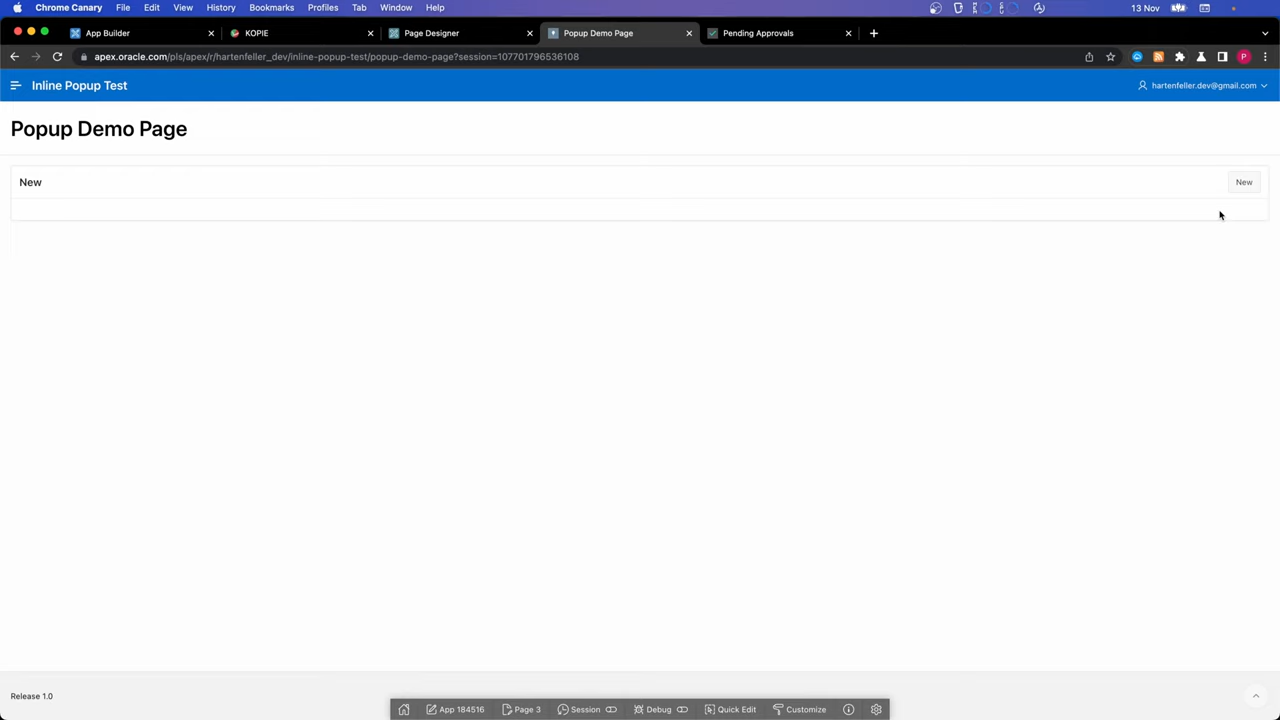 Chrome Canary File Edit View History Bookmarks Profiles Tab Window Help 13 Nov
App Builder KOPIE Page Designer Popup Demo Page Pending Approvals
apex.oracle.com/pls/apex/r/hartenfeller_dev/inline-popup-test/popup-demo-page?session=107701796536108 P
Inline Popup Test hartenfeller.dev@gmail.com
Popup Demo Page
New New
Release 1.0
App 184516 Page 3 Session Debug Quick Edit Customize